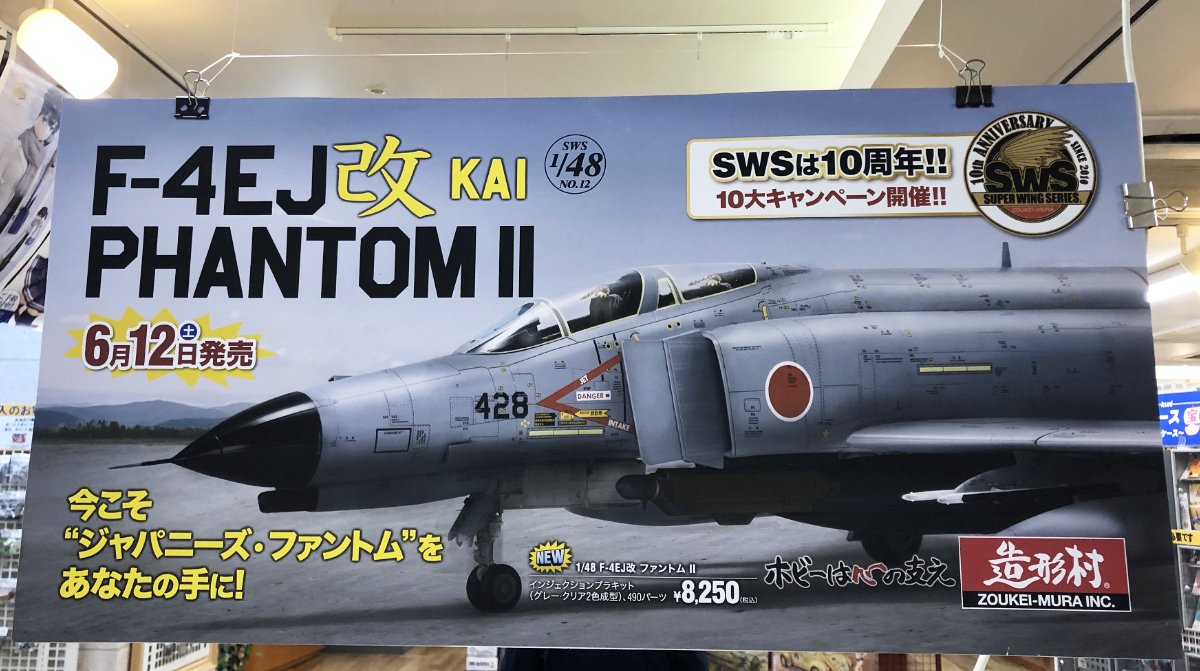 F-4EJ改 KAI
PHANTOM II
SWS
1/48
NO.12
SWSは10周年!!
10大キャンペーン開催!!
10th ANNIVERSARY
SINCE 2010
SWS
SUPER WING SERIES.
ZOUKEI-MURA
6月12日㊏発売
428
JET
DANGER
INTAKE
今こそ
“ジャパニーズ・ファントム”を
あなたの手に!
NEW
1/48 F-4EJ改 ファントム II
インジェクションプラキット
(グレー・クリア2色成型)、490パーツ ¥8,250(税込)
ホビーは心の支え
造形村®
ZOUKEI-MURA INC.